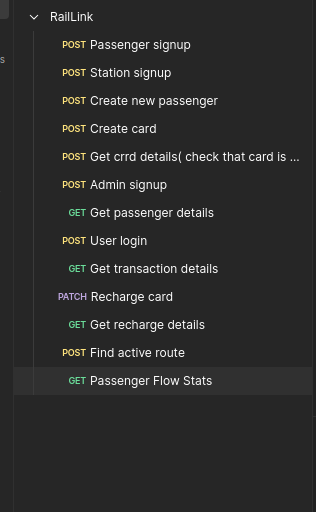 RailLink
POST Passenger signup
POST Station signup
POST Create new passenger
POST Create card
POST Get crrd details( check that card is ...
POST Admin signup
GET Get passenger details
POST User login
GET Get transaction details
PATCH Recharge card
GET Get recharge details
POST Find active route
GET Passenger Flow Stats
s